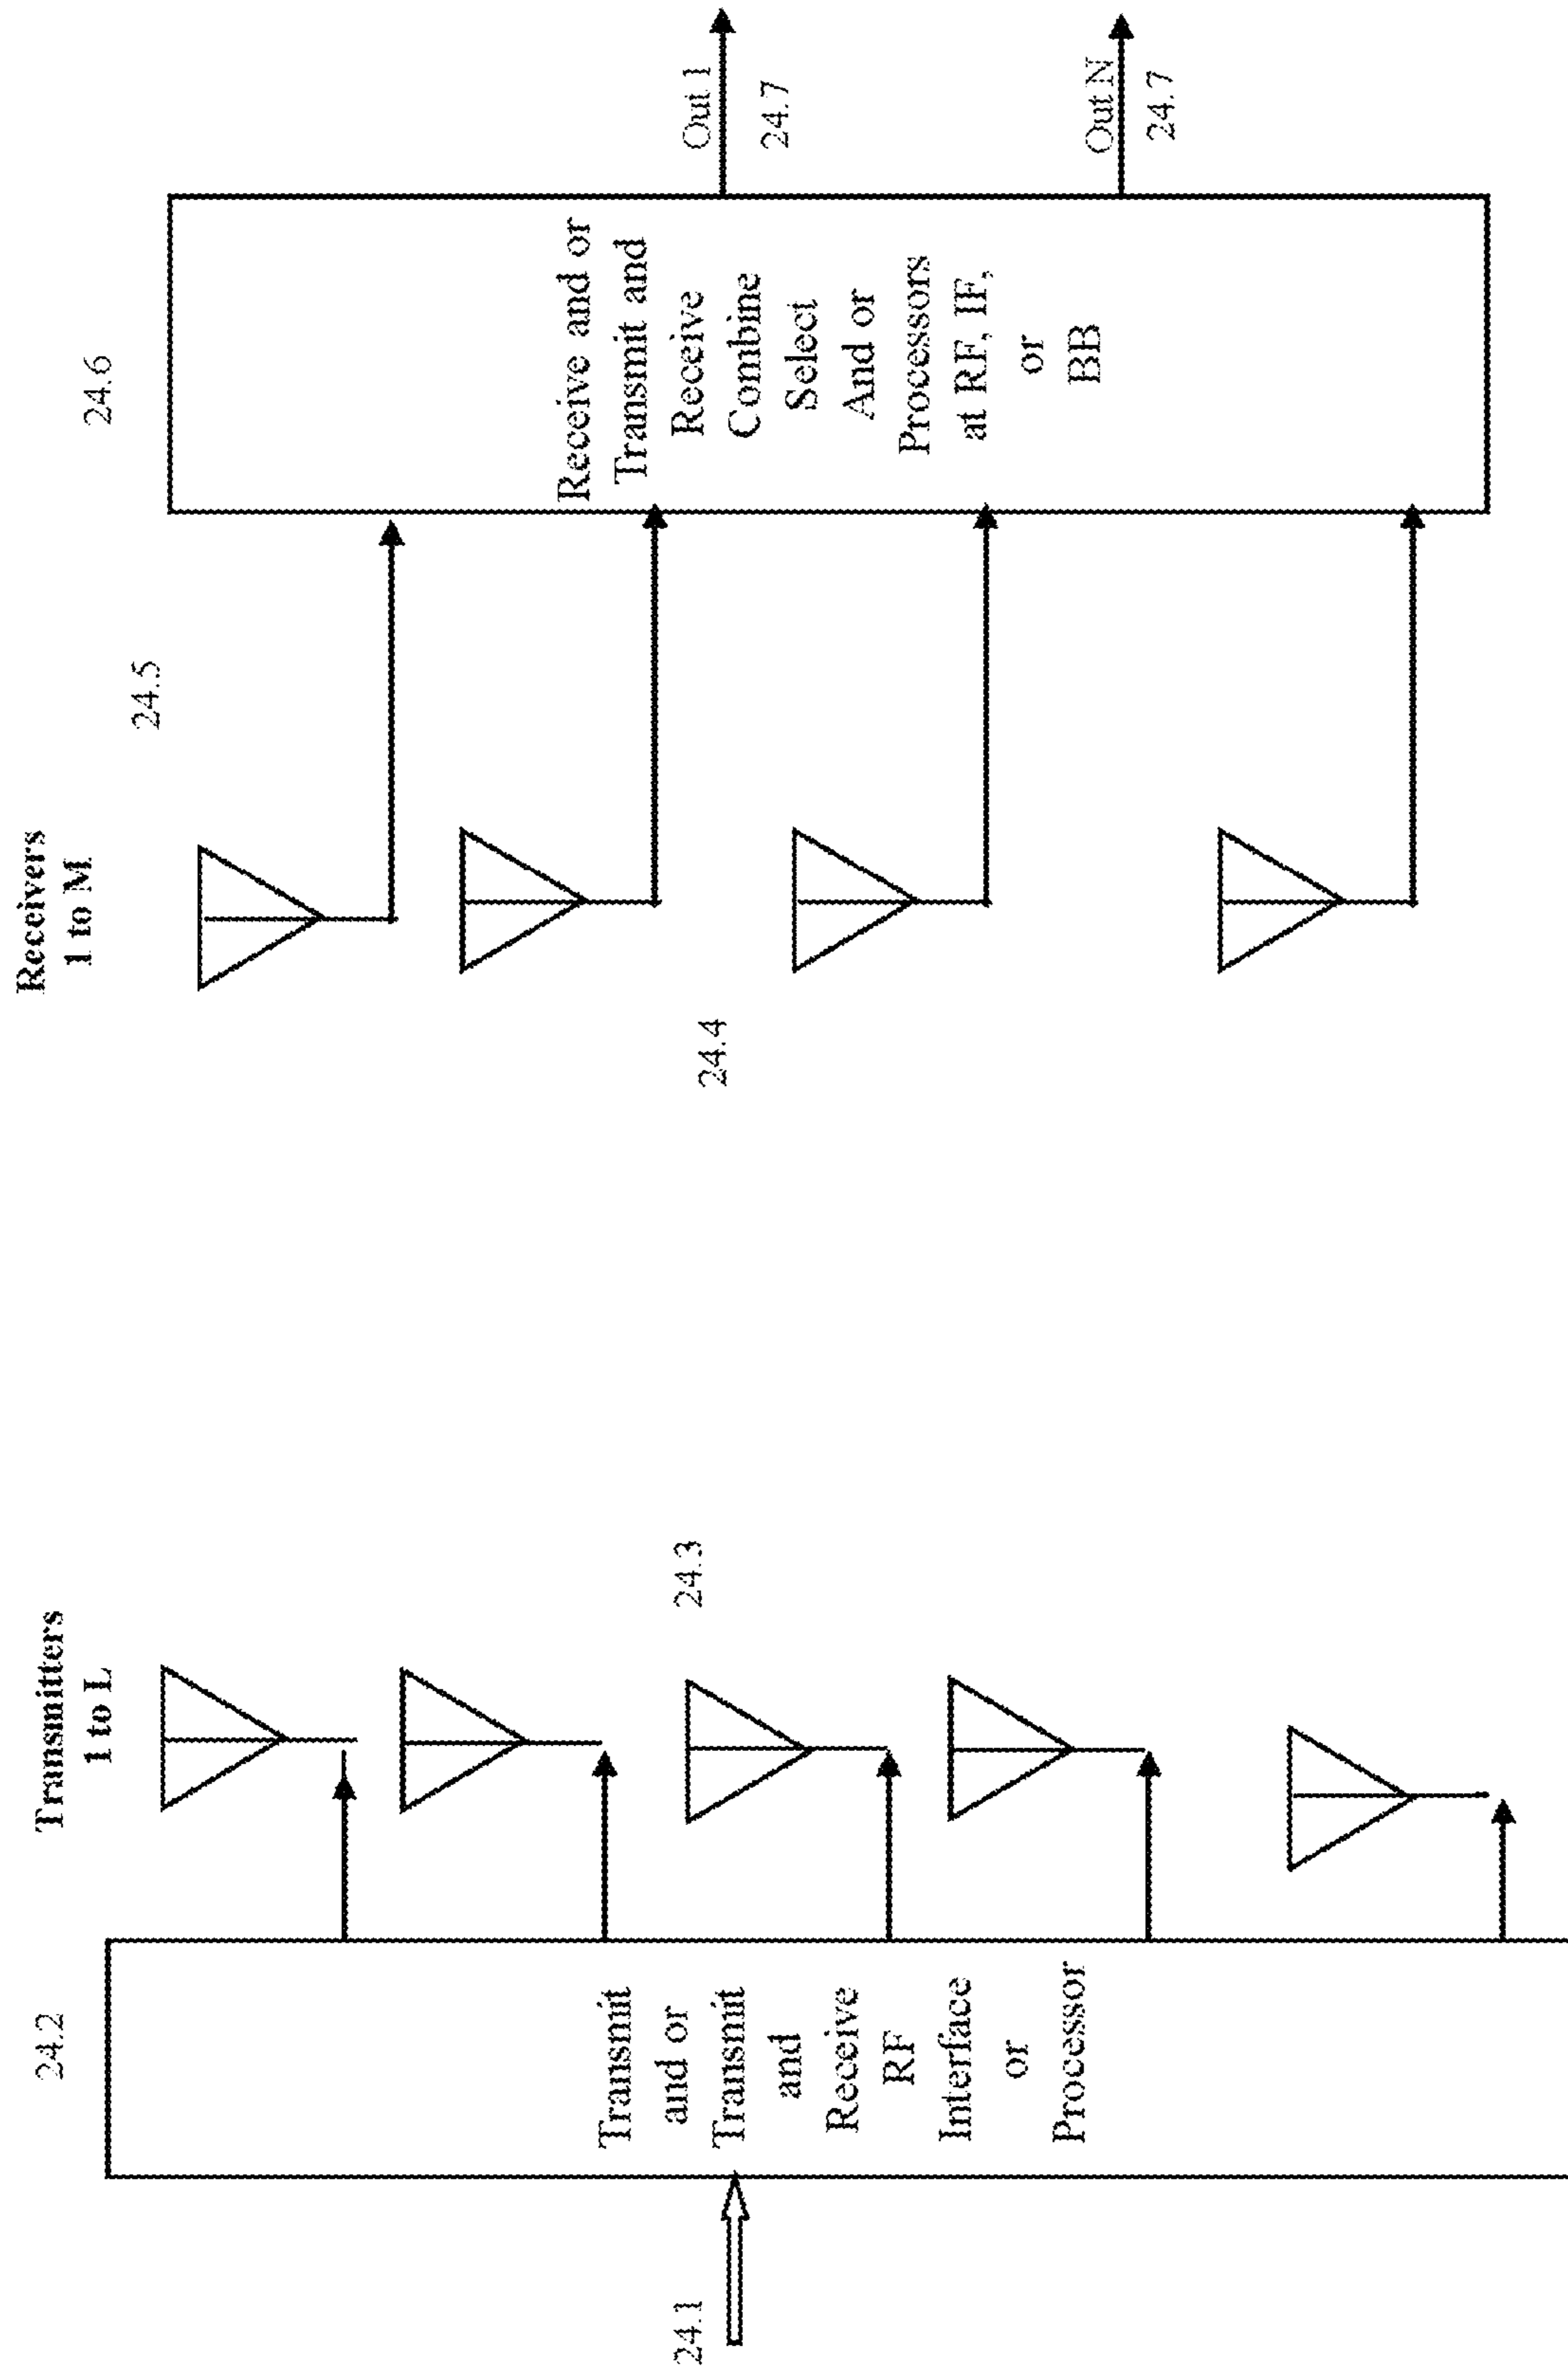 24.1
24.2
Transmit
and or
Transmit
and
Receive
RF
Interface
or
Processor
Transmitters
1 to L
24.3
24.4
Receivers
1 to M
24.5
24.6
Receive and or
Transmit and
Receive
Combine
Select
And or
Processors
at RF, IF,
or
BB
Out 1
24.7
Out N
24.7